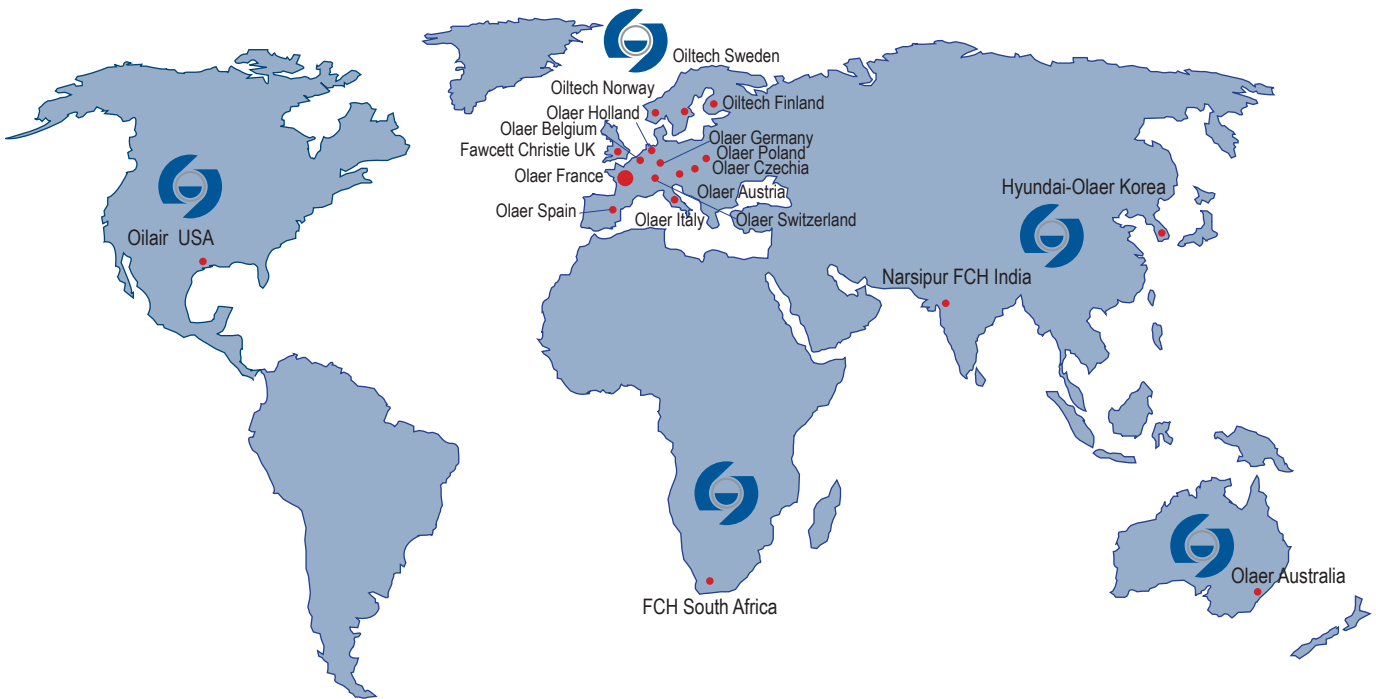 Oiltech Sweden
Oiltech Norway
Oiltech Finland
Olaer Holland
Olaer Belgium
Olaer Germany
Fawcett Christie UK
Olaer Poland
Olaer Czechia
Olaer France
Olaer Austria
Hyundai-Olaer Korea
Olaer Spain
Olaer Italy
Olaer Switzerland
Oilair USA
Narsipur FCH India
Olaer Australia
FCH South Africa